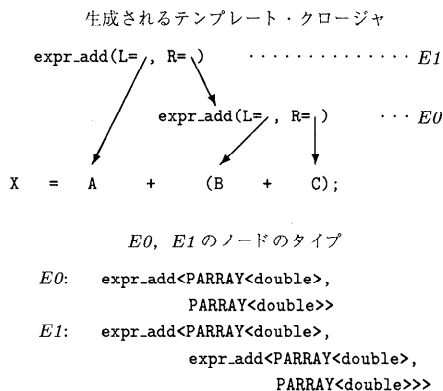 生成されるテンプレート・クロージャ
expr_add(L= , R= ) ·············· E1
expr_add(L= , R= ) ··· E0
X = A + (B + C);
E0, E1のノードのタイプ
E0: expr_add<PARRAY<double>,
PARRAY<double>>
E1: expr_add<PARRAY<double>,
expr_add<PARRAY<double>,
PARRAY<double>>>